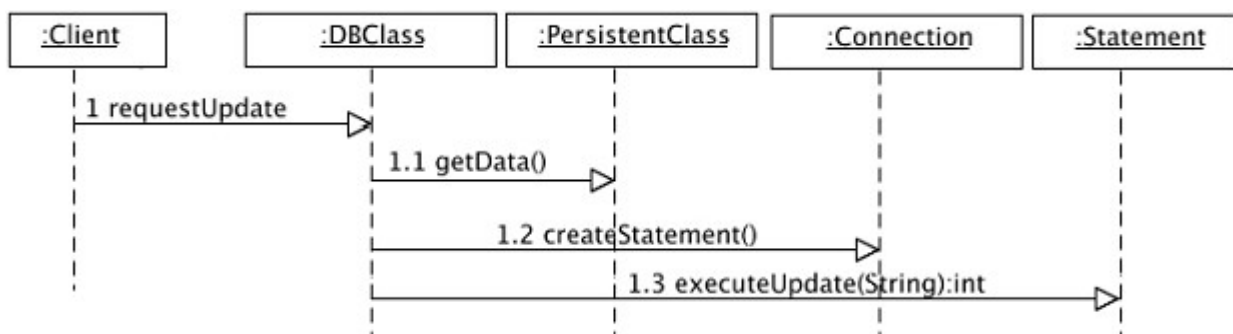 :Client
:DBClass
:PersistentClass
:Connection
:Statement
1 requestUpdate
1.1 getData()
1.2 createStatement()
1.3 executeUpdate(String):int